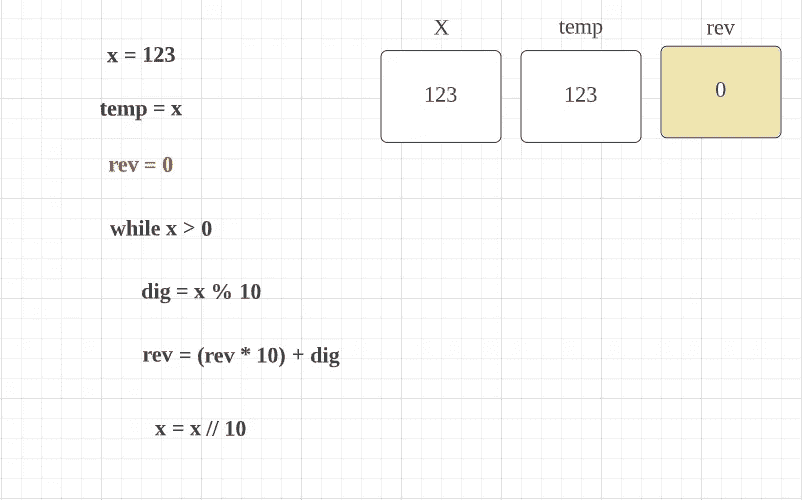 x = 123
temp = x
rev = 0
while x > 0
dig = x % 10
rev = (rev * 10) + dig
x = x // 10
X temp rev
123 123 0